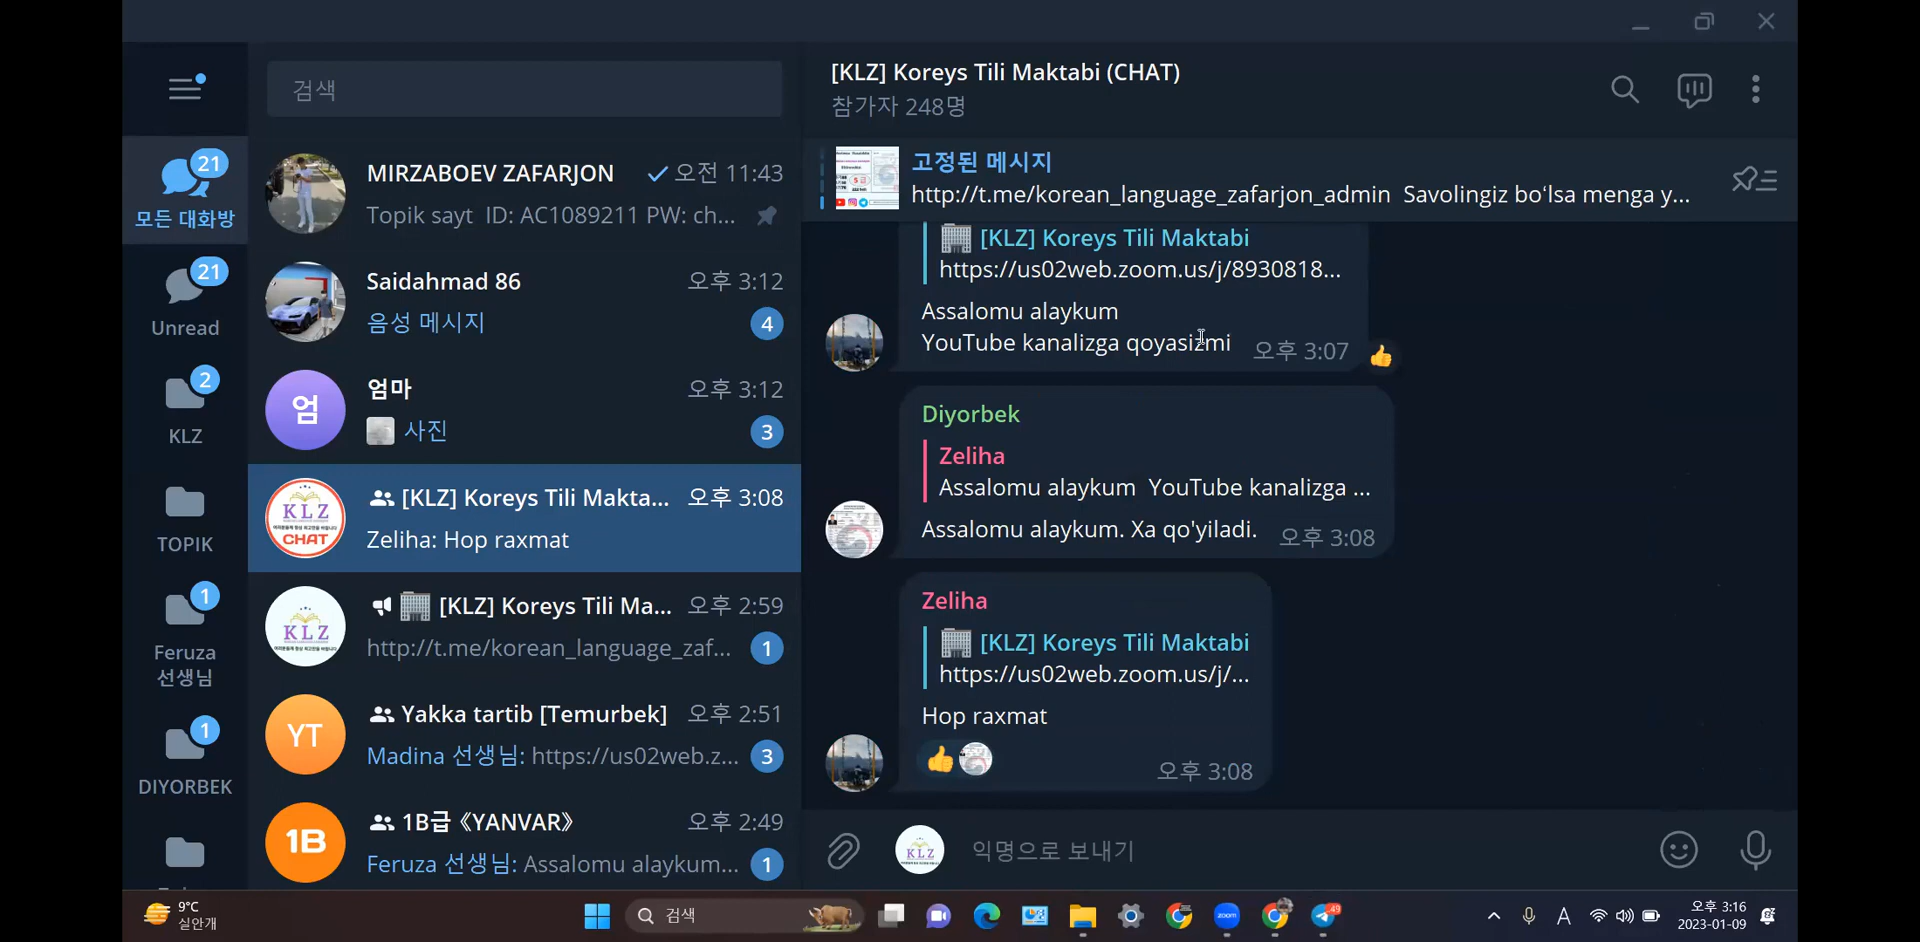 검색
[KLZ] Koreys Tili Maktabi (CHAT)
참가자 248명
21
모든 대화방
21
Unread
2
KLZ
TOPIK
1
Feruza
선생님
1
DIYORBEK
MIRZABOEV ZAFARJON
오전 11:43
Topik sayt ID: AC1089211 PW: ch...
Saidahmad 86
오후 3:12
음성 메시지
4
엄
엄마
오후 3:12
사진
3
KLZ
CHAT
[KLZ] Koreys Tili Makta...
오후 3:08
Zeliha: Hop raxmat
KLZ
[KLZ] Koreys Tili Ma...
오후 2:59
http://t.me/korean_language_zaf...
1
YT
Yakka tartib [Temurbek]
오후 2:51
Madina 선생님: https://us02web.z...
3
1B
1B급《YANVAR》
오후 2:49
Feruza 선생님: Assalomu alaykum...
1
고정된 메시지
http://t.me/korean_language_zafarjon_admin Savolingiz bo‘lsa menga y...
[KLZ] Koreys Tili Maktabi
https://us02web.zoom.us/j/8930818...
Assalomu alaykum
YouTube kanalizga qoyasizmi
오후 3:07
Diyorbek
Zeliha
Assalomu alaykum YouTube kanalizga ...
Assalomu alaykum. Xa qo'yiladi.
오후 3:08
Zeliha
[KLZ] Koreys Tili Maktabi
https://us02web.zoom.us/j/...
Hop raxmat
오후 3:08
KLZ
익명으로 보내기
9°C
실안개
검색
zoom
49
A
오후 3:16
2023-01-09